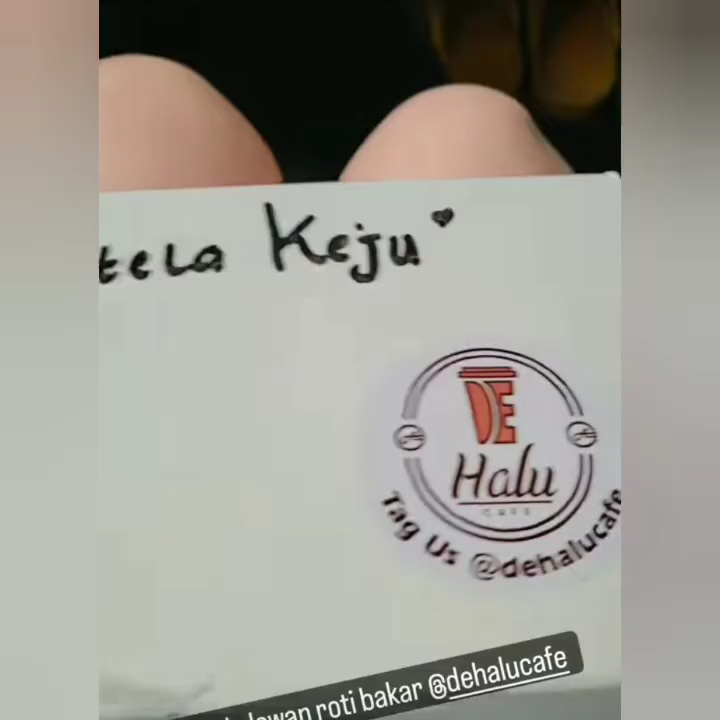 tela Keju
DE
Halu
CAFE
Tag Us @dehalucafe
lawan roti bakar @dehalucafe